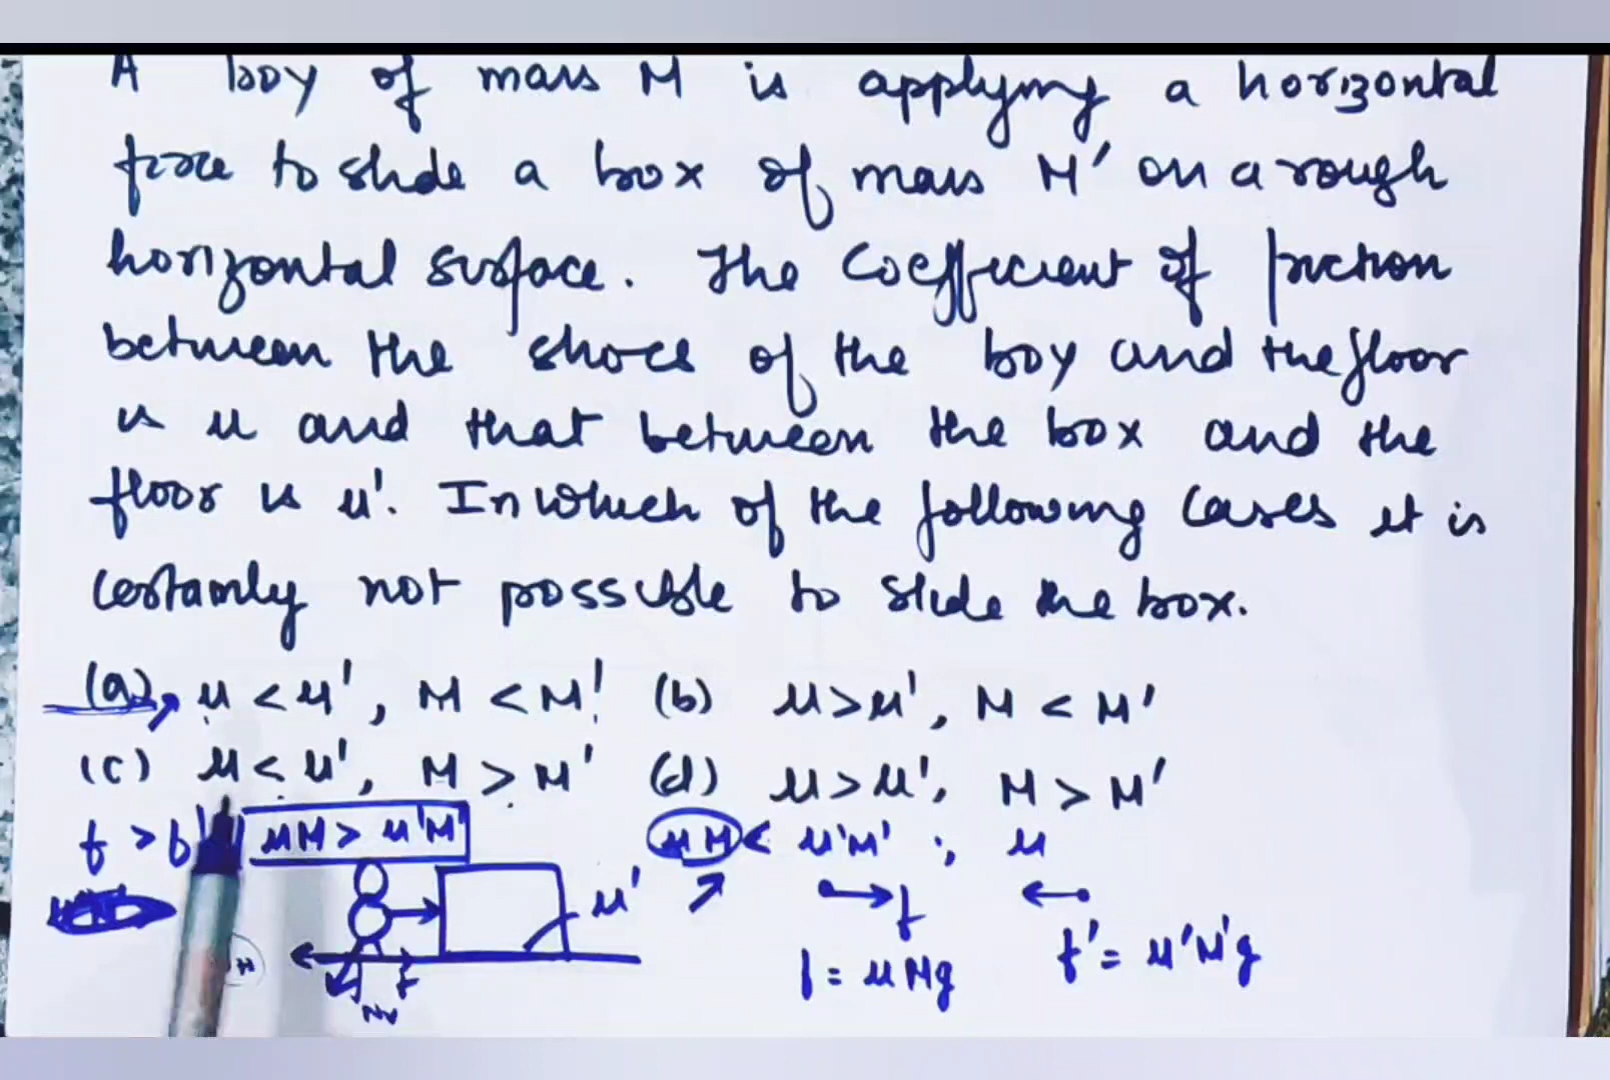 A boy of mass M is applying a horizontal
force to slide a box of mass M' on a rough
horizontal surface. The coefficient of friction
between the shoes of the boy and the floor
is μ and that between the box and the
floor is μ'. In which of the following cases it is
certainly not possible to slide the box.
(a) μ < μ', M < M' (b) μ > μ', M < M'
(c) μ < μ', M > M' (d) μ > μ', M > M'
f > μM > μ'M' μM < μ'M' ; μ
μ' f
f f = μMg f' = μ'M'g